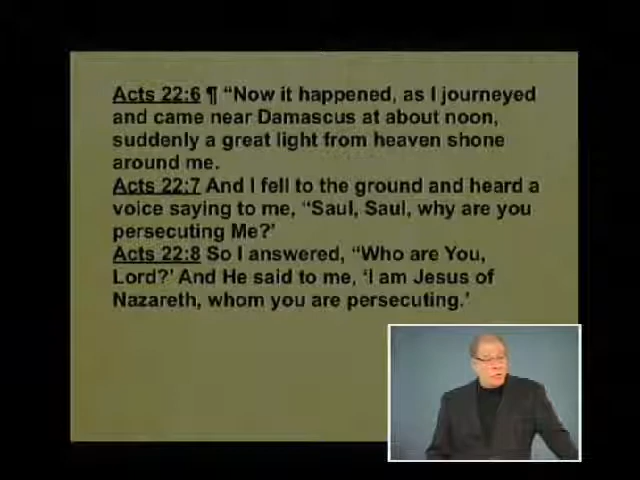 Acts 22:6 ¶ “Now it happened, as I journeyed
and came near Damascus at about noon,
suddenly a great light from heaven shone
around me.
Acts 22:7 And I fell to the ground and heard a
voice saying to me, “Saul, Saul, why are you
persecuting Me?’
Acts 22:8 So I answered, “Who are You,
Lord?’ And He said to me, ‘I am Jesus of
Nazareth, whom you are persecuting.’